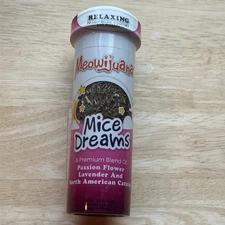 RELAXING
Meowijuana
Mice
Dreams
A Premium Blend Of
Passion Flower
Lavender And
North American Catnip